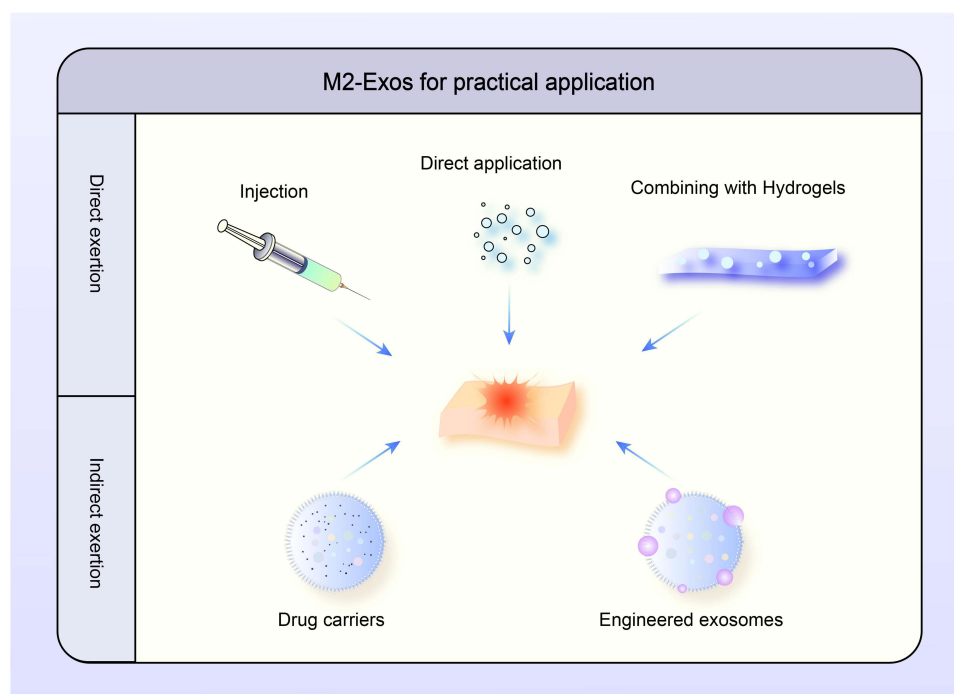 M2-Exos for practical application
Direct exertion
Injection
Direct application
Combining with Hydrogels
Indirect exertion
Drug carriers
Engineered exosomes